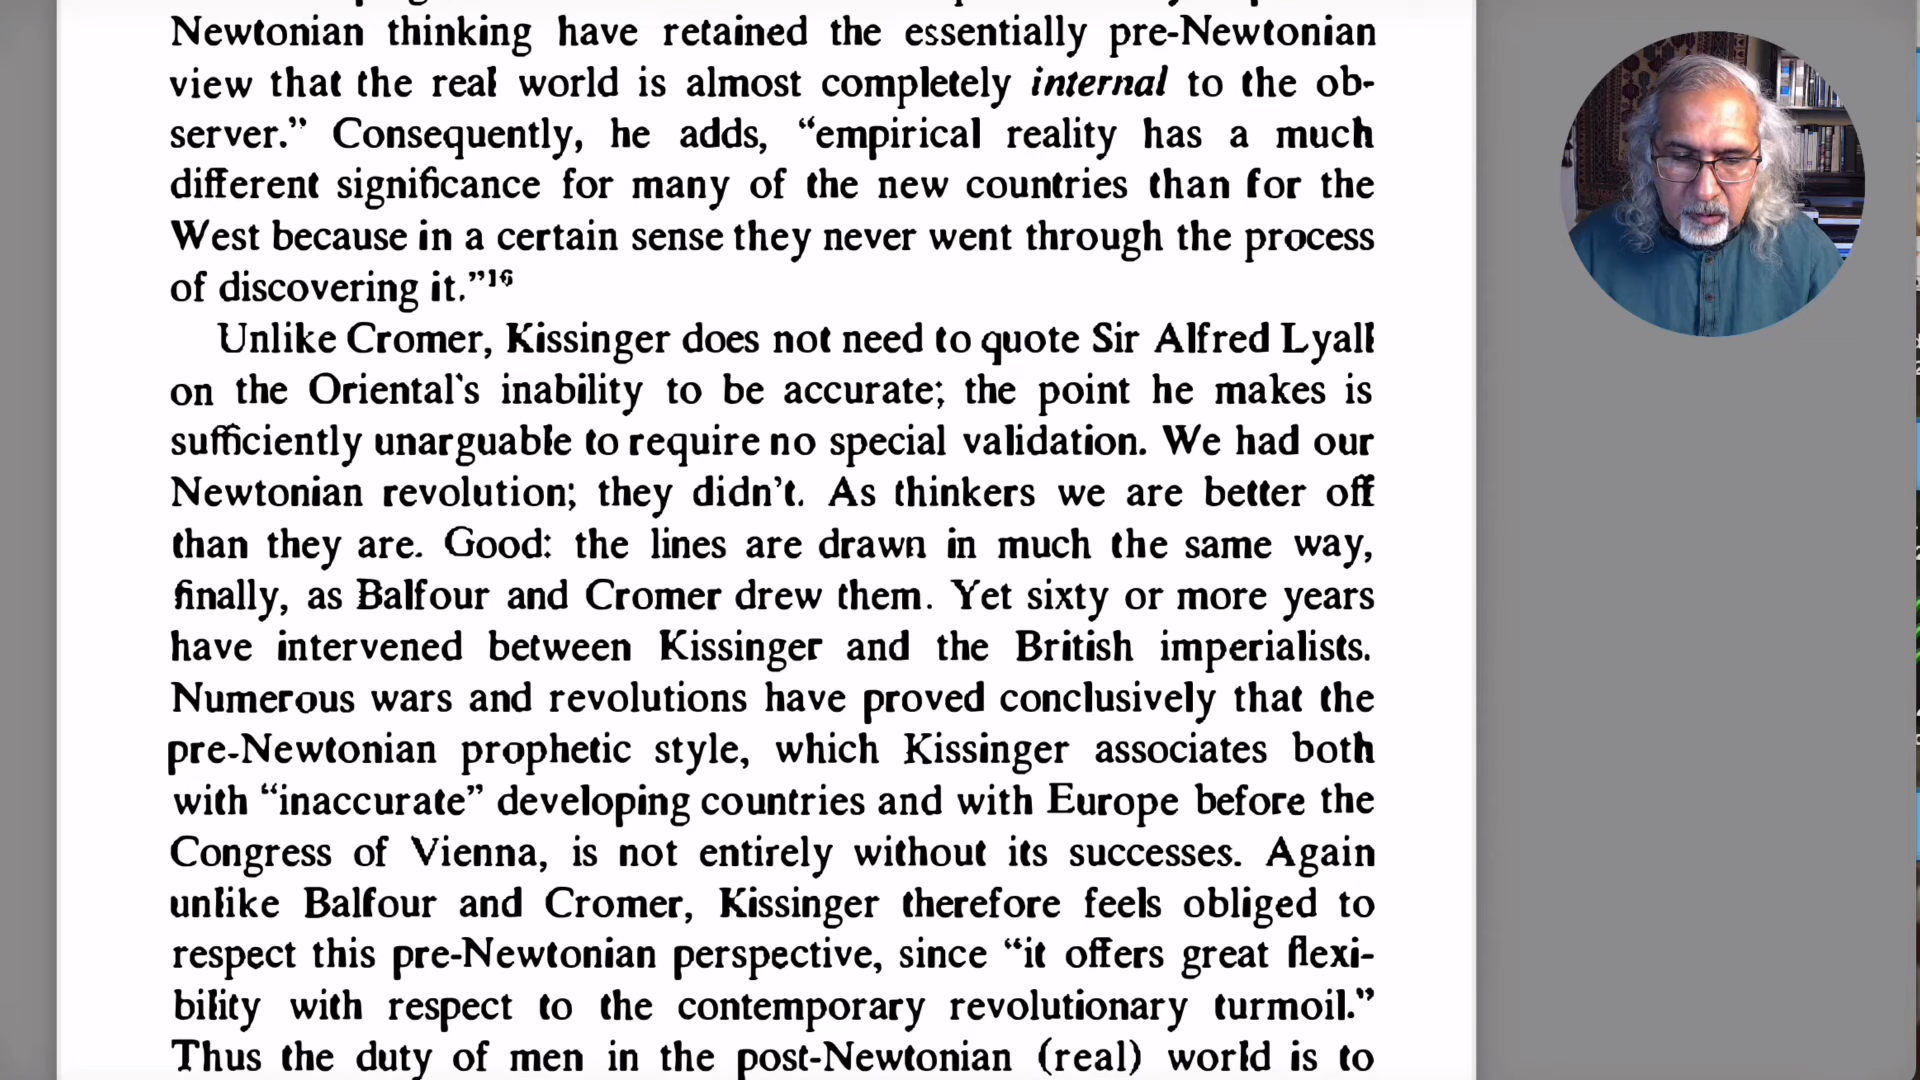 Newtonian thinking have retained the essentially pre-Newtonian
view that the real world is almost completely internal to the ob-
server." Consequently, he adds, "empirical reality has a much
different significance for many of the new countries than for the
West because in a certain sense they never went through the process
of discovering it."16
Unlike Cromer, Kissinger does not need to quote Sir Alfred Lyall
on the Oriental's inability to be accurate; the point he makes is
sufficiently unarguable to require no special validation. We had our
Newtonian revolution; they didn't. As thinkers we are better off
than they are. Good: the lines are drawn in much the same way,
finally, as Balfour and Cromer drew them. Yet sixty or more years
have intervened between Kissinger and the British imperialists.
Numerous wars and revolutions have proved conclusively that the
pre-Newtonian prophetic style, which Kissinger associates both
with "inaccurate" developing countries and with Europe before the
Congress of Vienna, is not entirely without its successes. Again
unlike Balfour and Cromer, Kissinger therefore feels obliged to
respect this pre-Newtonian perspective, since "it offers great flexi-
bility with respect to the contemporary revolutionary turmoil."
Thus the duty of men in the post-Newtonian (real) world is to